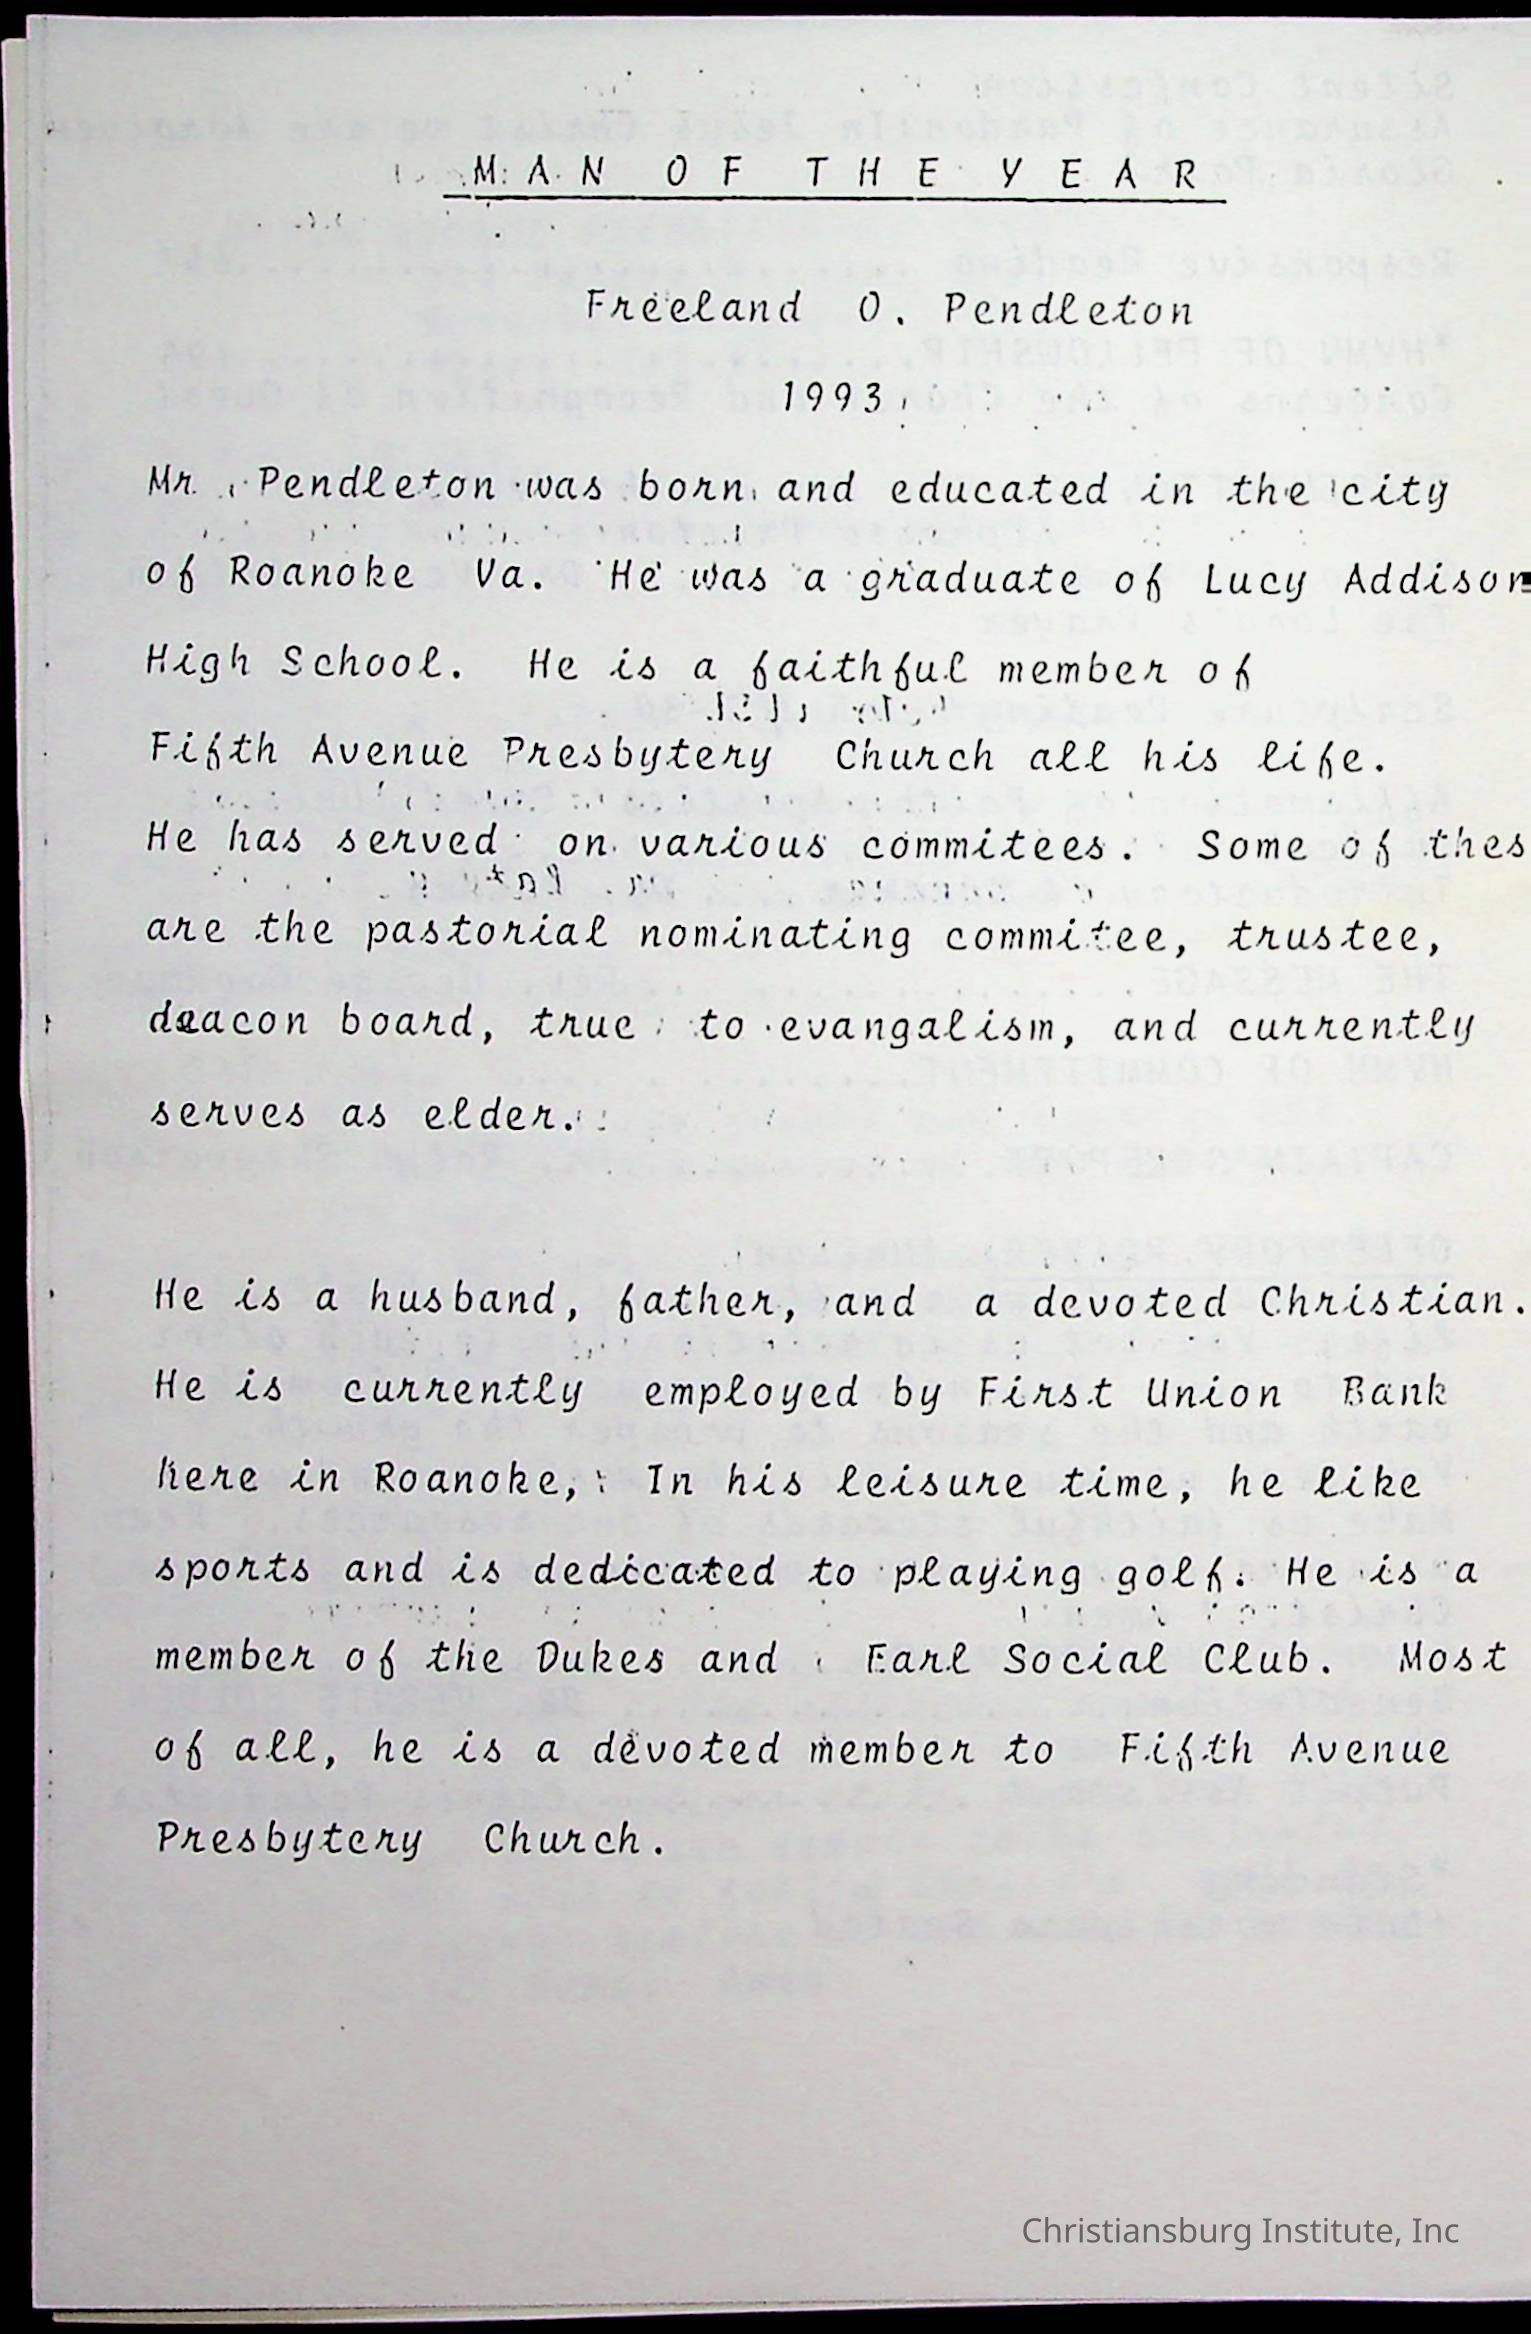 MAN OF THE YEAR
Freeland O. Pendleton
1993
Mr. Pendleton was born and educated in the city
of Roanoke Va. He was a graduate of Lucy Addison
High School. He is a faithful member of
Fifth Avenue Presbytery Church all his life.
He has served on various commitees. Some of thes
are the pastorial nominating commitee, trustee,
deacon board, true to evangalism, and currently
serves as elder.
He is a husband, father, and a devoted Christian.
He is currently employed by First Union Bank
here in Roanoke, In his leisure time, he like
sports and is dedicated to playing golf. He is a
member of the Dukes and Earl Social Club. Most
of all, he is a devoted member to Fifth Avenue
Presbytery Church.
Christiansburg Institute, Inc